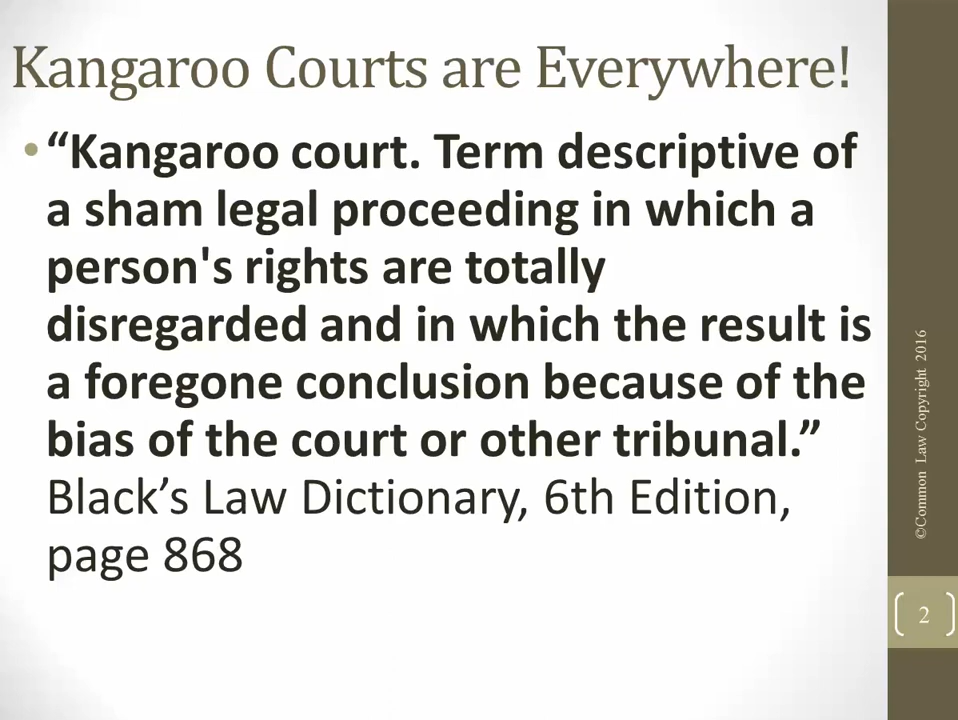 Kangaroo Courts are Everywhere!
•“Kangaroo court. Term descriptive of
a sham legal proceeding in which a
person's rights are totally
disregarded and in which the result is
a foregone conclusion because of the
bias of the court or other tribunal.”
Black’s Law Dictionary, 6th Edition,
page 868
©Common Law Copyright 2016
2